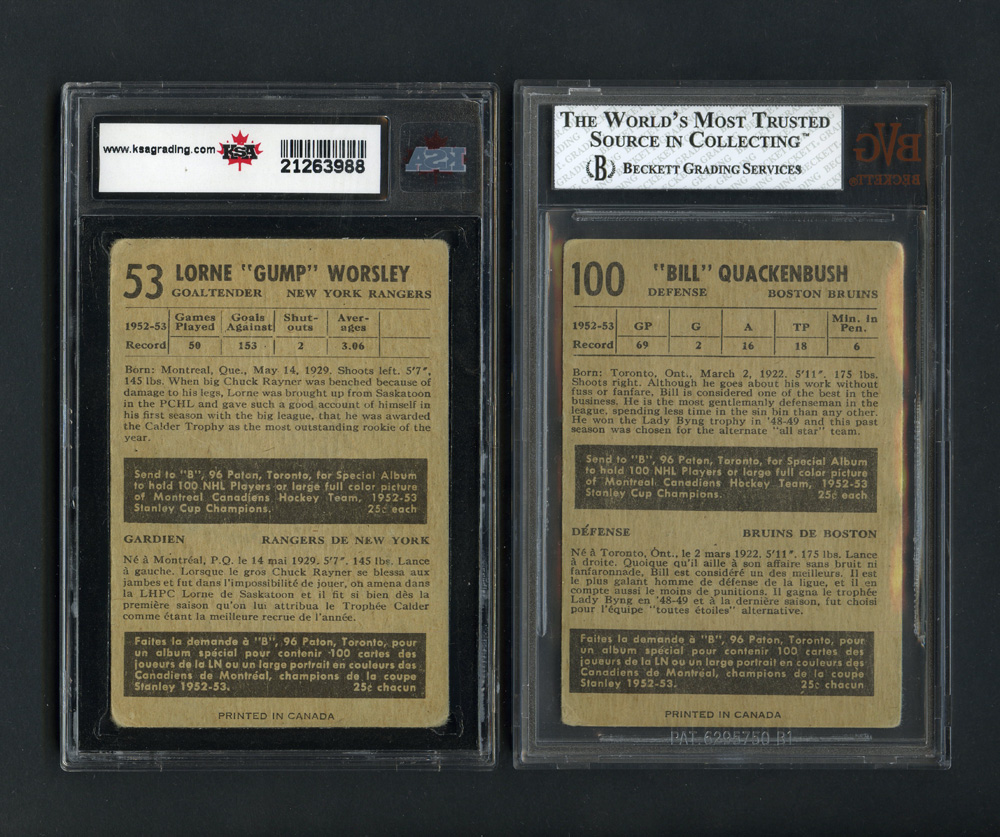 www.ksagrading.com KSA 21263988
KSA
53 LORNE "GUMP" WORSLEY
GOALTENDER NEW YORK RANGERS
1952-53 Games Played Goals Against Shut-outs Aver-ages
Record 50 153 2 3.06
Born: Montreal, Que., May 14, 1929. Shoots left. 5'7",
145 lbs. When big Chuck Rayner was benched because of
damage to his legs, Lorne was brought up from Saskatoon
in the PCHL and gave such a good account of himself in
his first season with the big league, that he was awarded
the Calder Trophy as the most outstanding rookie of the
year.
Send to "B", 96 Paton, Toronto, for Special Album
to hold 100 NHL Players or large full color picture
of Montreal Canadiens Hockey Team, 1952-53
Stanley Cup Champions. 25¢ each
GARDIEN RANGERS DE NEW YORK
Né à Montréal, P.Q. le 14 mai 1929. 5'7". 145 lbs. Lance
à gauche. Lorsque le gros Chuck Rayner se blessa aux
jambes et fut dans l'impossibilité de jouer, on amena dans
la LHPC Lorne de Saskatoon et il fit si bien dès la
première saison qu'on lui attribua le Trophée Calder
comme étant la meilleure recrue de l'année.
Faites la demande à "B", 96 Paton, Toronto, pour
un album spécial pour contenir 100 cartes des
joueurs de la LN ou un large portrait en couleurs des
Canadiens de Montréal, champions de la coupe
Stanley 1952-53. 25¢ chacun
PRINTED IN CANADA
THE WORLD'S MOST TRUSTED
SOURCE IN COLLECTING™
B BECKETT GRADING SERVICES
BVG
BECKETT
100 "BILL" QUACKENBUSH
DEFENSE BOSTON BRUINS
1952-53 GP G A TP Min. in Pen.
Record 69 2 16 18 6
Born: Toronto, Ont., March 2, 1922. 5'11". 175 lbs.
Shoots right. Although he goes about his work without
fuss or fanfare, Bill is considered one of the best in the
business. He is the most gentlemanly defenseman in the
league, spending less time in the sin bin than any other.
He won the Lady Byng trophy in '48-49 and this past
season was chosen for the alternate "all star" team.
Send to "B", 96 Paton, Toronto, for Special Album
to hold 100 NHL Players or large full color picture
of Montreal Canadiens Hockey Team, 1952-53
Stanley Cup Champions. 25¢ each
DÉFENSE BRUINS DE BOSTON
Né à Toronto, Ont., le 2 mars 1922. 5'11". 175 lbs. Lance
à droite. Quoique qu'il aille à son affaire sans bruit ni
fanfaronnade, Bill est considéré un des meilleurs. Il est
le plus galant homme de défense de la ligue, et il en
compte aussi le moins de punitions. Il gagna le trophée
Lady Byng en '48-49 et à la dernière saison, fut choisi
pour l'équipe "toutes étoiles" alternative.
Faites la demande à "B", 96 Paton, Toronto, pour
un album spécial pour contenir 100 cartes des
joueurs de la LN ou un large portrait en couleurs des
Canadiens de Montréal, champions de la coupe
Stanley 1952-53. 25¢ chacun
PRINTED IN CANADA
PAT. 6295750 B1